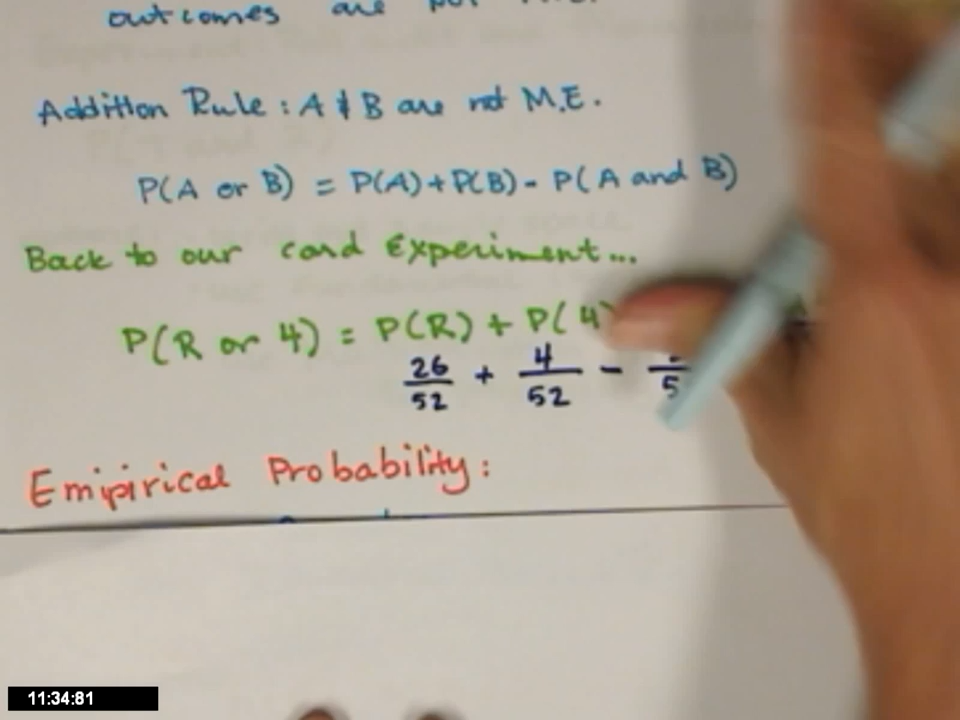 outcomes are
Addition Rule: A & B are not M.E.
P(A or B) = P(A) + P(B) - P(A and B)
Back to our card Experiment...
P(R or 4) = P(R) + P(4)
26/52 + 4/52 -
Emipirical Probability:
11:34:81